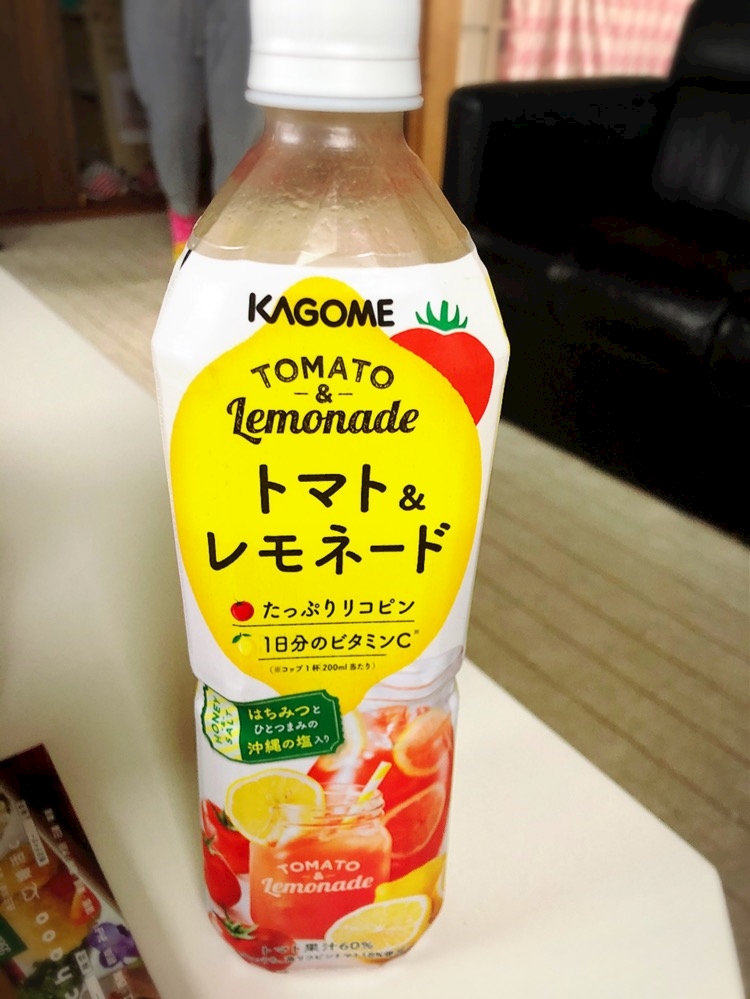 KAGOME
TOMATO
&
Lemonade
トマト&
レモネード
たっぷりリコピン
1日分のビタミンC※
(※コップ1杯200ml当たり)
HONEY
&
SALT
はちみつと
ひとつまみの
沖縄の塩入り
TOMATO
&
Lemonade
トマト果汁60%